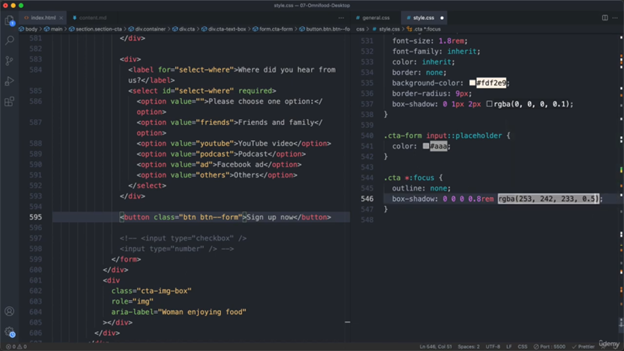 style.css — 07-Omnifood-Desktop
index.html
content.md
general.css
style.css
body > main > section.section-cta > div.container > div.cta > div.cta-text-box > form.cta-form > button.btn.btn--fo
css > style.css > .cta *:focus
581 </div>
582
583 <div>
584 <label for="select-where">Where did you hear from
us?</label>
585 <select id="select-where" required>
586 <option value="">Please choose one option:</
option>
587 <option value="friends">Friends and family</
option>
588 <option value="youtube">YouTube video</option>
589 <option value="podcast">Podcast</option>
590 <option value="ad">Facebook ad</option>
591 <option value="others">Others</option>
592 </select>
593 </div>
594
595 <button class="btn btn--form">Sign up now</button>
596
597 <!-- <input type="checkbox" />
598 <input type="number" /> -->
599 </form>
600 </div>
601 <div
602 class="cta-img-box"
603 role="img"
604 aria-label="Woman enjoying food"
605 ></div>
606 </div>
531 font-size: 1.8rem;
532 font-family: inherit;
533 color: inherit;
534 border: none;
535 background-color: #fdf2e9;
536 border-radius: 9px;
537 box-shadow: 0 1px 2px rgba(0, 0, 0, 0.1);
538 }
539
540 .cta-form input::placeholder {
541 color: #aaa;
542 }
543
544 .cta *:focus {
545 outline: none;
546 box-shadow: 0 0 0 0.8rem rgba(253, 242, 233, 0.5);
547 }
Spaces: 2 UTF-8 LF CSS Port : 5500 Prettier
Udemy